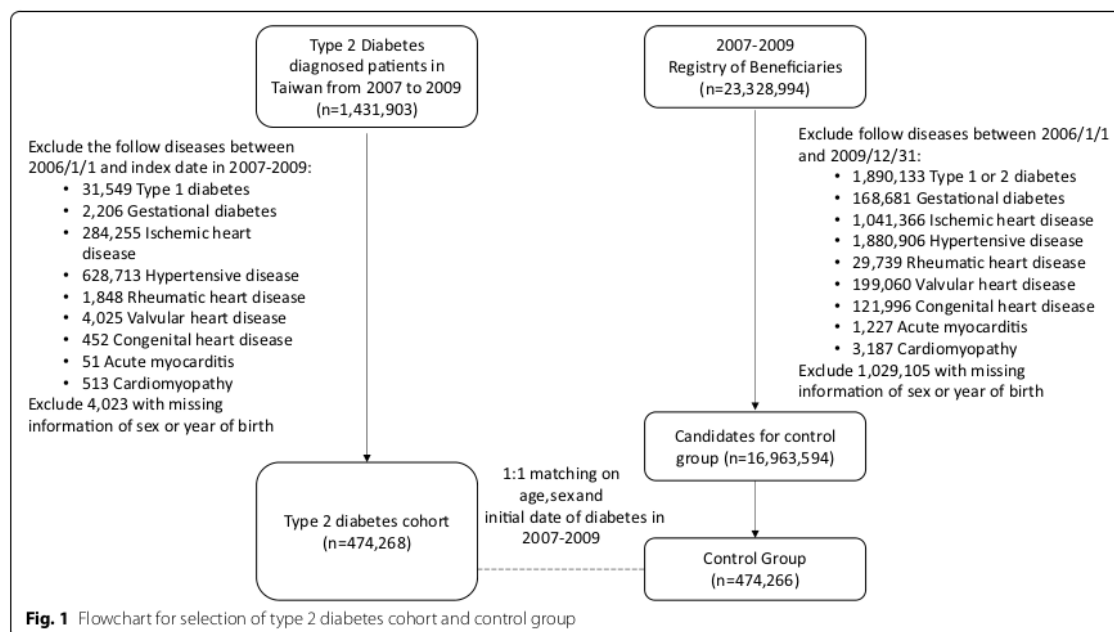 Type 2 Diabetes
diagnosed patients in
Taiwan from 2007 to 2009
(n=1,431,903)
Exclude the follow diseases between
2006/1/1 and index date in 2007-2009:
• 31,549 Type 1 diabetes
• 2,206 Gestational diabetes
• 284,255 Ischemic heart
disease
• 628,713 Hypertensive disease
• 1,848 Rheumatic heart disease
• 4,025 Valvular heart disease
• 452 Congenital heart disease
• 51 Acute myocarditis
• 513 Cardiomyopathy
Exclude 4,023 with missing
information of sex or year of birth
Type 2 diabetes cohort
(n=474,268)
1:1 matching on
age,sexand
initial date of diabetes in
2007-2009
2007-2009
Registry of Beneficiaries
(n=23,328,994)
Exclude follow diseases between 2006/1/1
and 2009/12/31:
• 1,890,133 Type 1 or 2 diabetes
• 168,681 Gestational diabetes
• 1,041,366 Ischemic heart disease
• 1,880,906 Hypertensive disease
• 29,739 Rheumatic heart disease
• 199,060 Valvular heart disease
• 121,996 Congenital heart disease
• 1,227 Acute myocarditis
• 3,187 Cardiomyopathy
Exclude 1,029,105 with missing
information of sex or year of birth
Candidates for control
group (n=16,963,594)
Control Group
(n=474,266)
Fig. 1 Flowchart for selection of type 2 diabetes cohort and control group